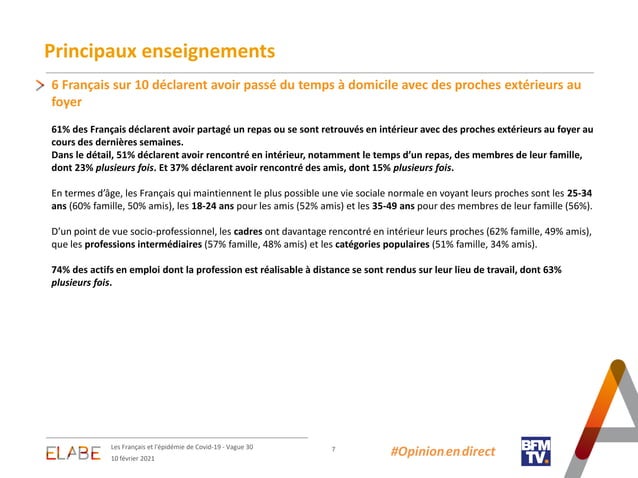 Principaux enseignements
6 Français sur 10 déclarent avoir passé du temps à domicile avec des proches extérieurs au
foyer
61% des Français déclarent avoir partagé un repas ou se sont retrouvés en intérieur avec des proches extérieurs au foyer au
cours des dernières semaines.
Dans le détail, 51% déclarent avoir rencontré en intérieur, notamment le temps d’un repas, des membres de leur famille,
dont 23% plusieurs fois. Et 37% déclarent avoir rencontré des amis, dont 15% plusieurs fois.
En termes d’âge, les Français qui maintiennent le plus possible une vie sociale normale en voyant leurs proches sont les 25-34
ans (60% famille, 50% amis), les 18-24 ans pour les amis (52% amis) et les 35-49 ans pour des membres de leur famille (56%).
D’un point de vue socio-professionnel, les cadres ont davantage rencontré en intérieur leurs proches (62% famille, 49% amis),
que les professions intermédiaires (57% famille, 48% amis) et les catégories populaires (51% famille, 34% amis).
74% des actifs en emploi dont la profession est réalisable à distance se sont rendus sur leur lieu de travail, dont 63%
plusieurs fois.
ELABE
Les Français et l'épidémie de Covid-19 - Vague 30
10 février 2021
7
#Opinion en direct
BFM
TV.